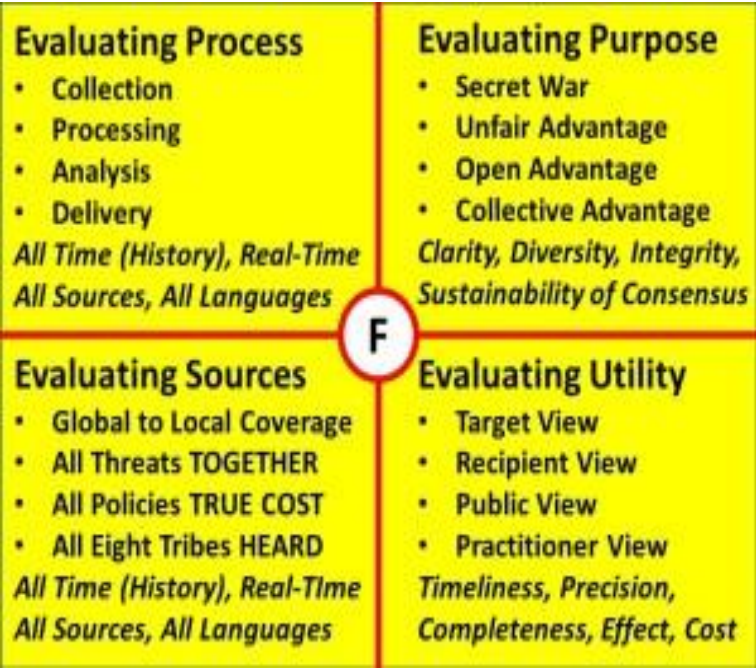 Evaluating Process
• Collection
• Processing
• Analysis
• Delivery
All Time (History), Real-Time
All Sources, All Languages
Evaluating Purpose
• Secret War
• Unfair Advantage
• Open Advantage
• Collective Advantage
Clarity, Diversity, Integrity,
Sustainability of Consensus
F
Evaluating Sources
• Global to Local Coverage
• All Threats TOGETHER
• All Policies TRUE COST
• All Eight Tribes HEARD
All Time (History), Real-TIme
All Sources, All Languages
Evaluating Utility
• Target View
• Recipient View
• Public View
• Practitioner View
Timeliness, Precision,
Completeness, Effect, Cost